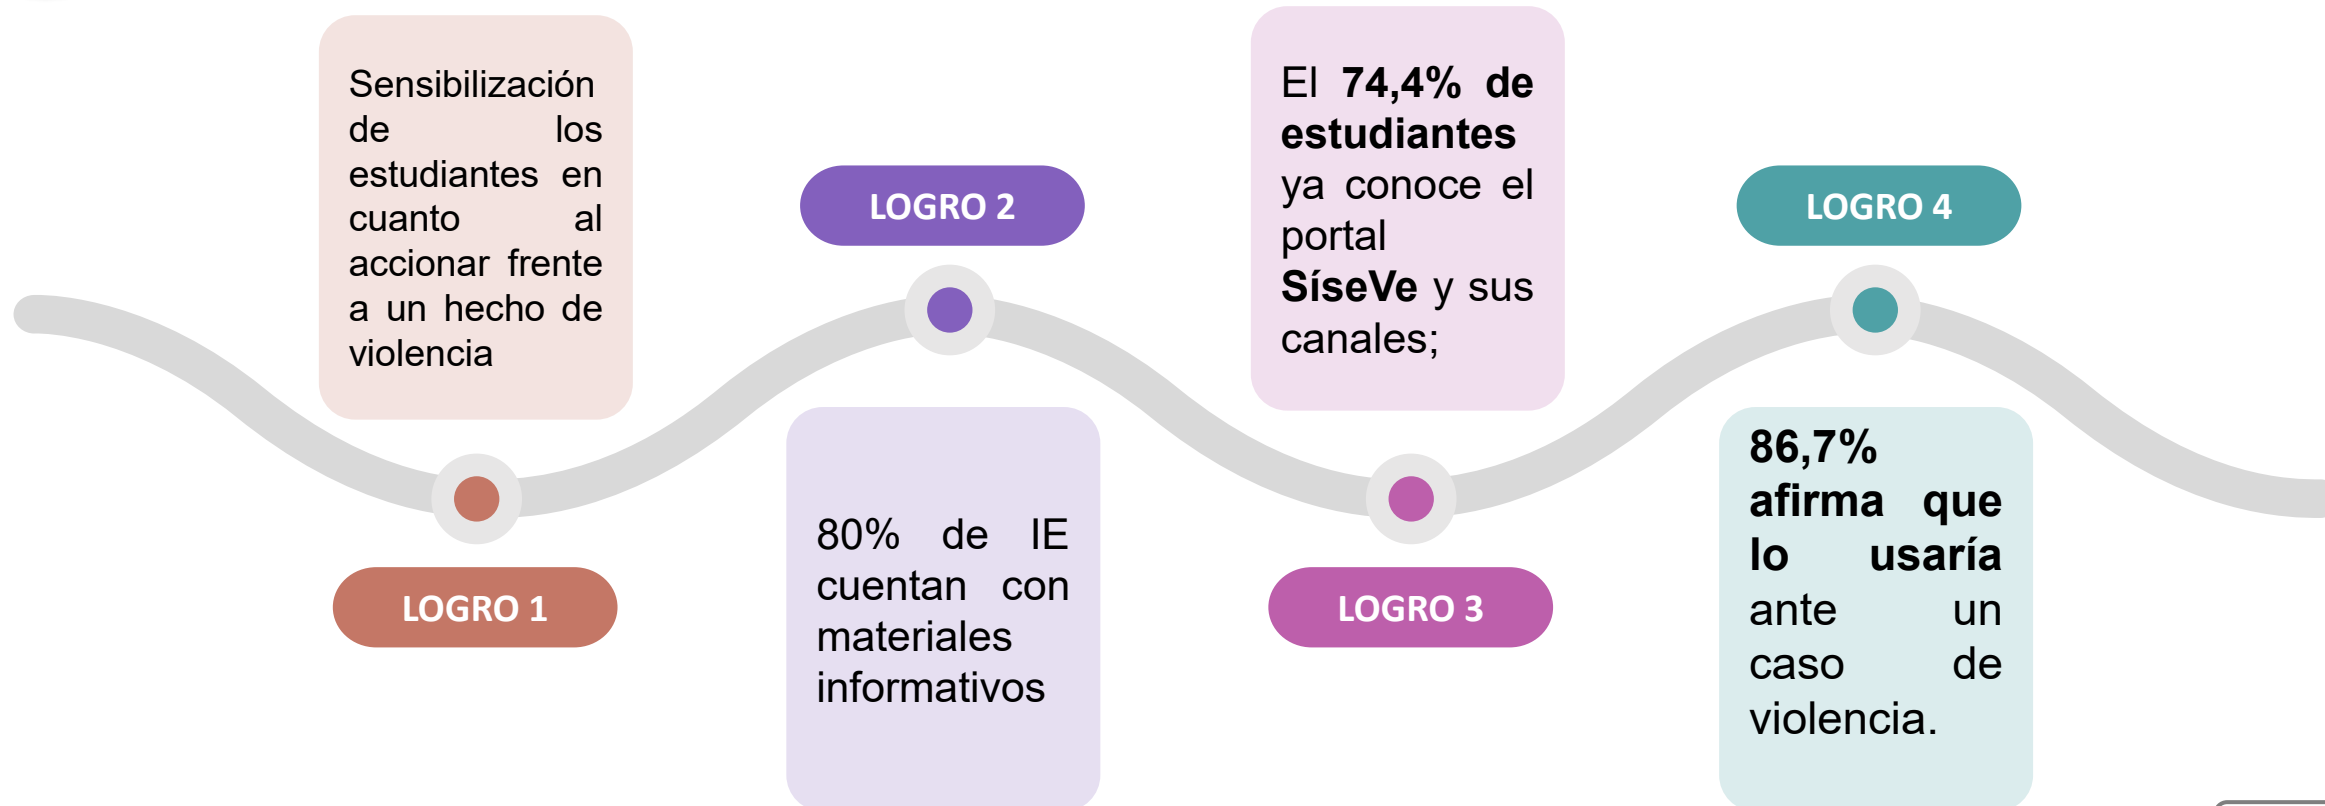 Sensibilización
de los
estudiantes en
cuanto al
accionar frente
a un hecho de
violencia
LOGRO 1
LOGRO 2
80% de IE
cuentan con
materiales
informativos
El 74,4% de
estudiantes
ya conoce el
portal
SíseVe y sus
canales;
LOGRO 3
LOGRO 4
86,7%
afirma que
lo usaría
ante un
caso de
violencia.